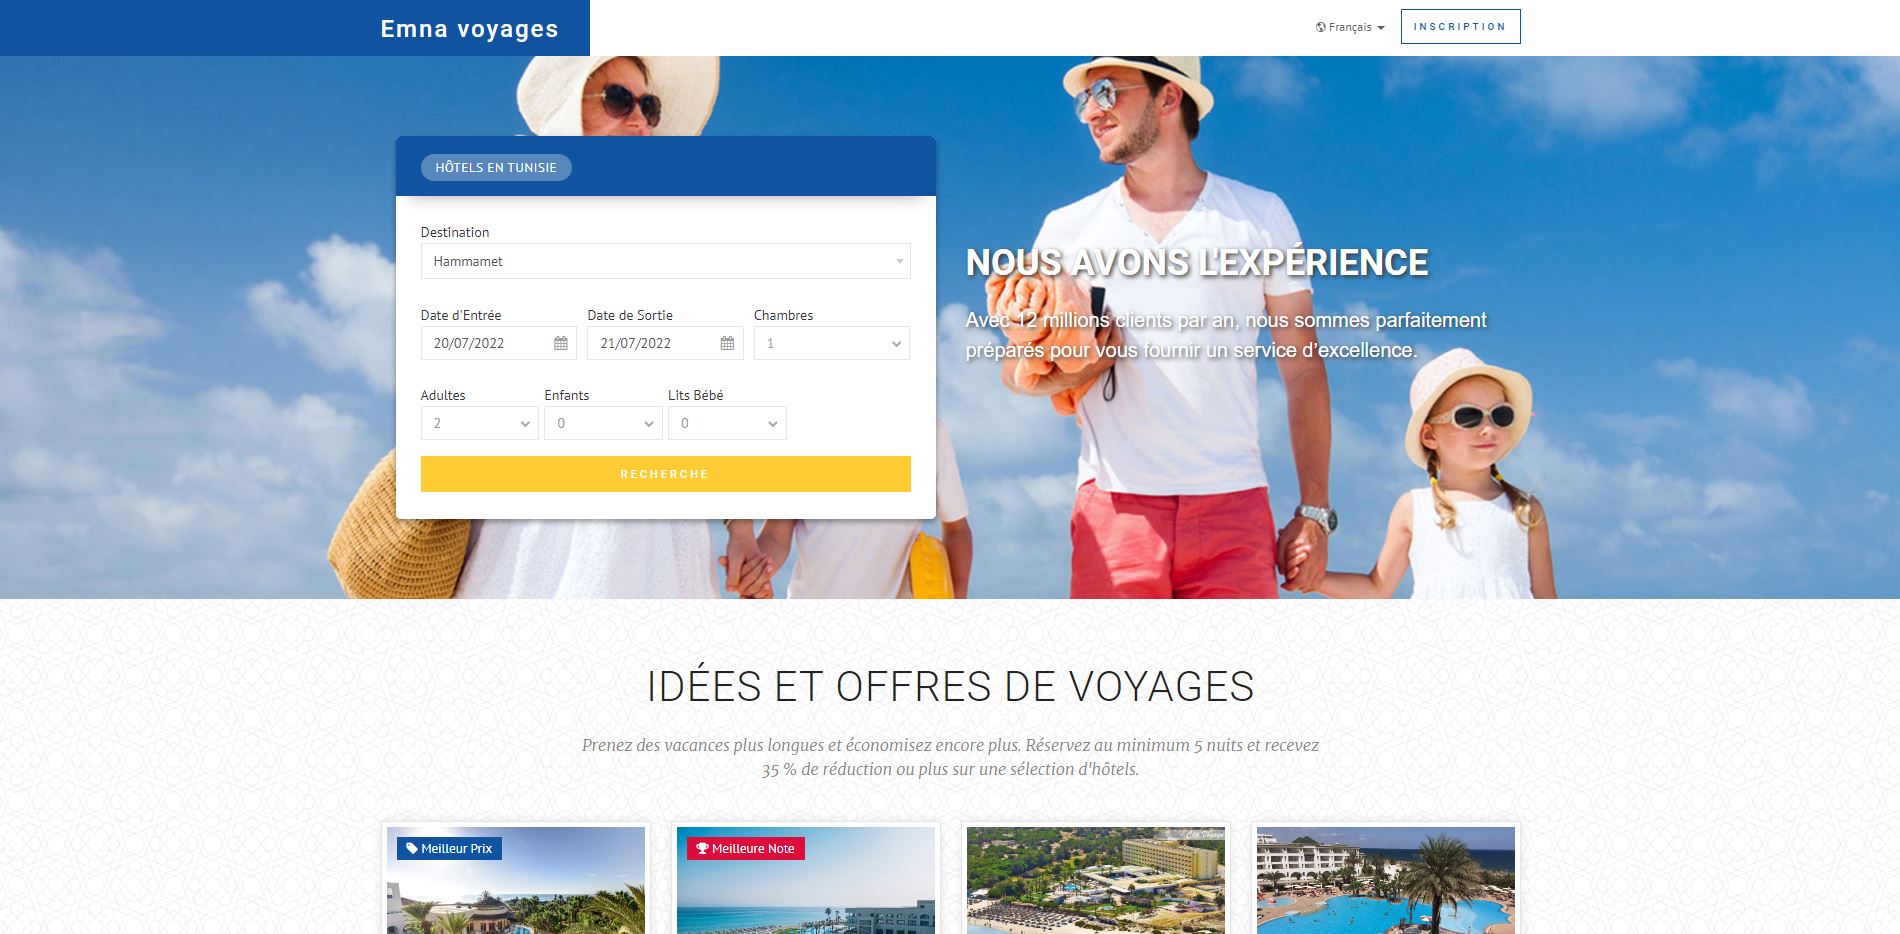 Emna voyages
Français
INSCRIPTION
HÔTELS EN TUNISIE
Destination
Hammamet
Date d'Entrée
Date de Sortie
Chambres
20/07/2022
21/07/2022
1
Adultes
Enfants
Lits Bébé
2
0
0
RECHERCHE
NOUS AVONS L'EXPÉRIENCE
Avec 12 millions clients par an, nous sommes parfaitement
préparés pour vous fournir un service d’excellence.
IDÉES ET OFFRES DE VOYAGES
Prenez des vacances plus longues et économisez encore plus. Réservez au minimum 5 nuits et recevez
35 % de réduction ou plus sur une sélection d'hôtels.
Meilleur Prix
Meilleure Note